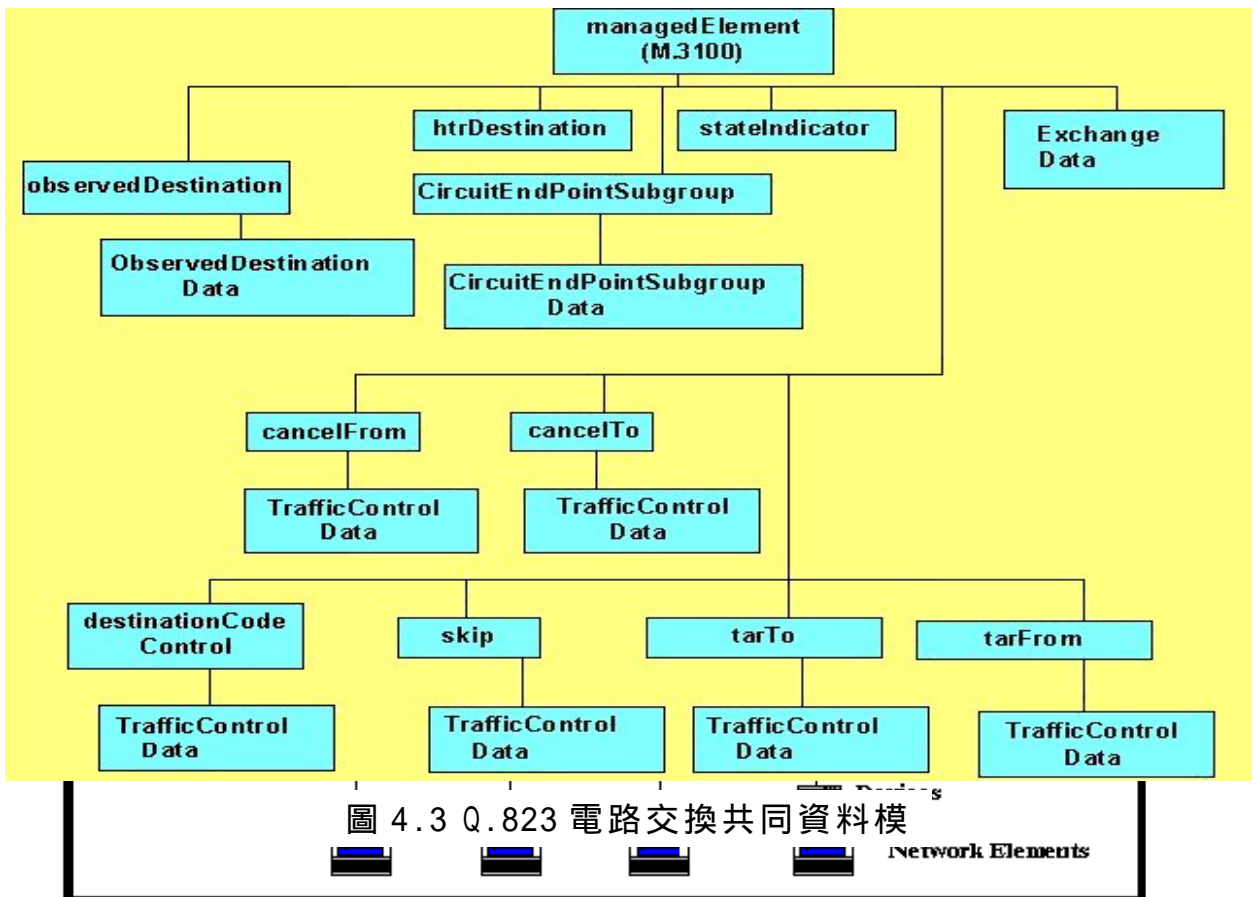 managedElement
(M.3100)
htrDestination
stateIndicator
Exchange
Data
observedDestination
CircuitEndPointSubgroup
ObservedDestination
Data
CircuitEndPointSubgroup
Data
cancelFrom
cancelTo
TrafficControl
Data
TrafficControl
Data
destinationCode
Control
skip
tarTo
tarFrom
TrafficControl
Data
TrafficControl
Data
TrafficControl
Data
TrafficControl
Data
圖 4.3 Q.823 電路交換共同資料模
Network Elements